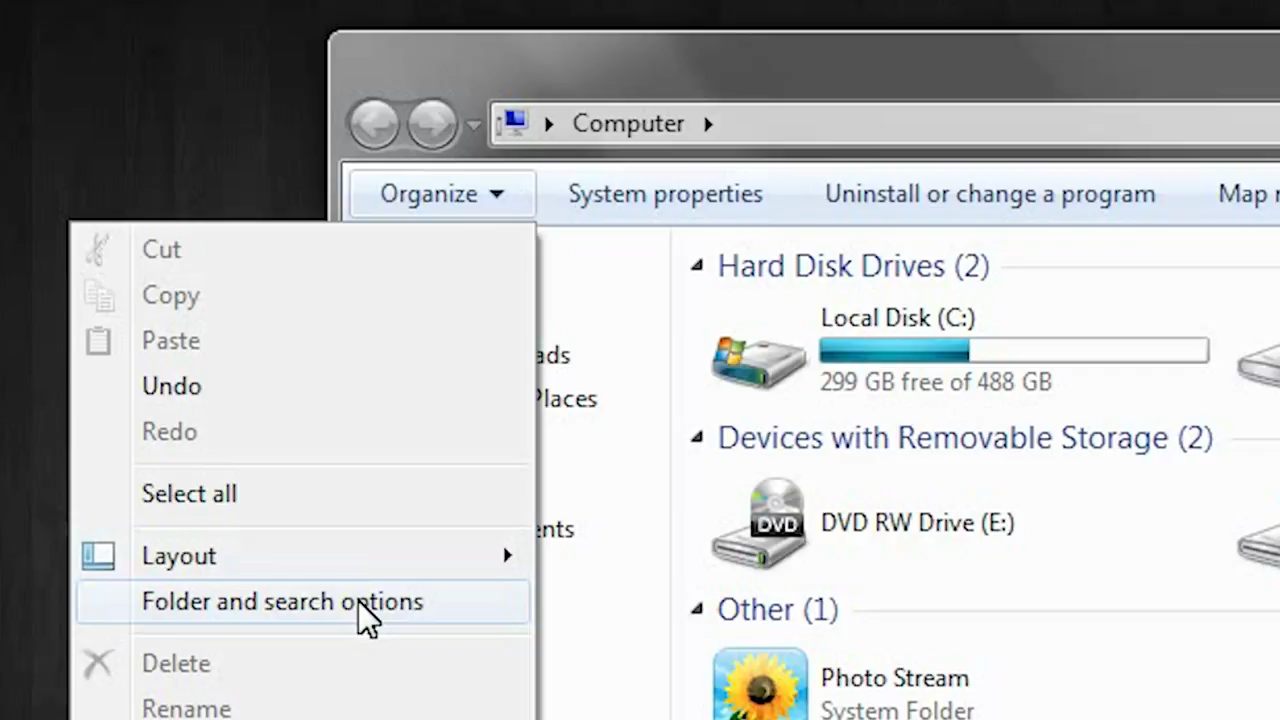 Computer
Organize
System properties
Uninstall or change a program
Map
Cut
Copy
Paste
Undo
Redo
Select all
Layout
Folder and search options
Delete
Rename
ads
Places
ents
Hard Disk Drives (2)
Local Disk (C:)
299 GB free of 488 GB
Devices with Removable Storage (2)
DVD
DVD RW Drive (E:)
Other (1)
Photo Stream
System Folder